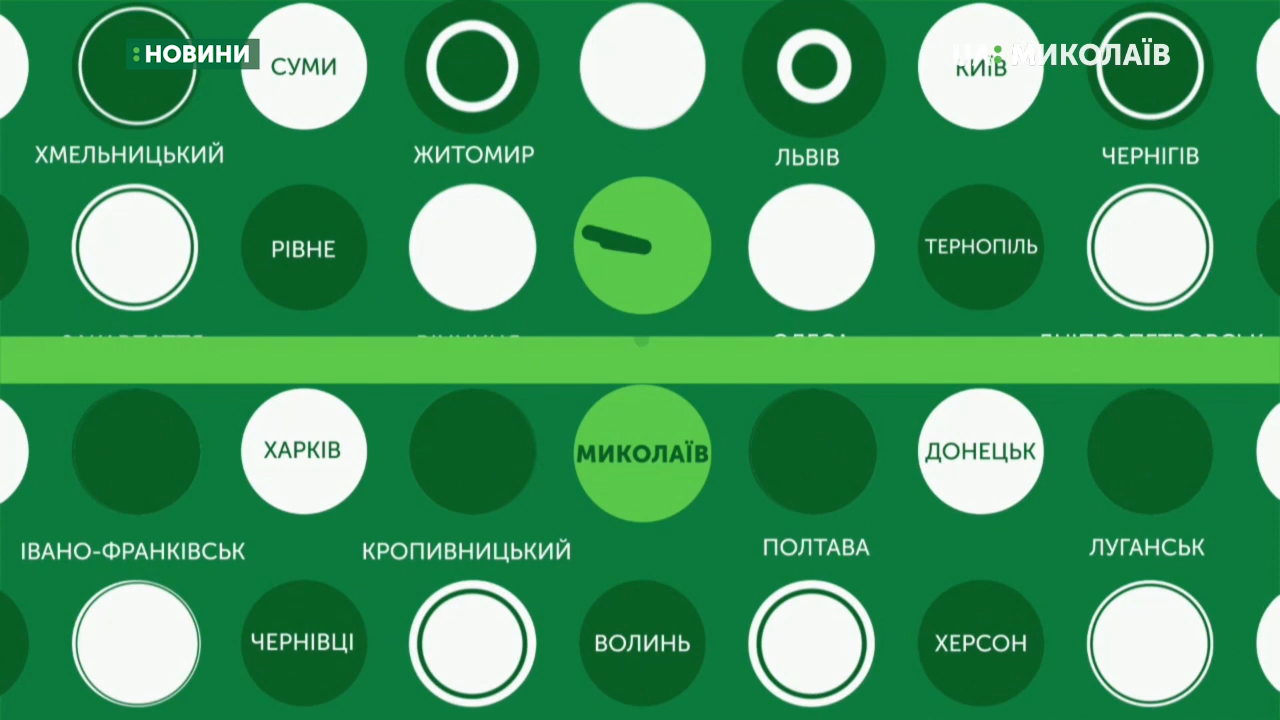 НОВИНИ
СУМИ
КИЇВ
МИКОЛАЇВ
ХМЕЛЬНИЦЬКИЙ
ЖИТОМИР
ЛЬВІВ
ЧЕРНІГІВ
РІВНЕ
ТЕРНОПІЛЬ
ХАРКІВ
МИКОЛАЇВ
ДОНЕЦЬК
ІВАНО-ФРАНКІВСЬК
КРОПИВНИЦЬКИЙ
ПОЛТАВА
ЛУГАНСЬК
ЧЕРНІВЦІ
ВОЛИНЬ
ХЕРСОН